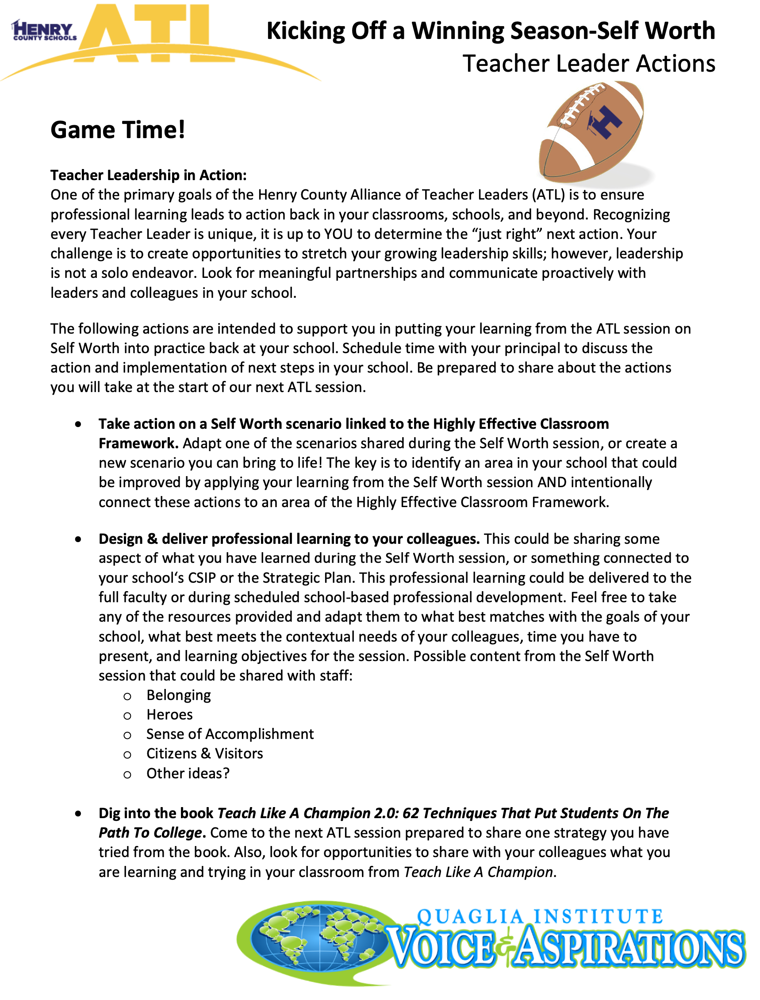 HENRY
COUNTY SCHOOLS
ATL
Kicking Off a Winning Season-Self Worth
Teacher Leader Actions
H
Game Time!
Teacher Leadership in Action:
One of the primary goals of the Henry County Alliance of Teacher Leaders (ATL) is to ensure
professional learning leads to action back in your classrooms, schools, and beyond. Recognizing
every Teacher Leader is unique, it is up to YOU to determine the “just right” next action. Your
challenge is to create opportunities to stretch your growing leadership skills; however, leadership
is not a solo endeavor. Look for meaningful partnerships and communicate proactively with
leaders and colleagues in your school.
The following actions are intended to support you in putting your learning from the ATL session on
Self Worth into practice back at your school. Schedule time with your principal to discuss the
action and implementation of next steps in your school. Be prepared to share about the actions
you will take at the start of our next ATL session.
• Take action on a Self Worth scenario linked to the Highly Effective Classroom
Framework. Adapt one of the scenarios shared during the Self Worth session, or create a
new scenario you can bring to life! The key is to identify an area in your school that could
be improved by applying your learning from the Self Worth session AND intentionally
connect these actions to an area of the Highly Effective Classroom Framework.
• Design & deliver professional learning to your colleagues. This could be sharing some
aspect of what you have learned during the Self Worth session, or something connected to
your school‘s CSIP or the Strategic Plan. This professional learning could be delivered to the
full faculty or during scheduled school-based professional development. Feel free to take
any of the resources provided and adapt them to what best matches with the goals of your
school, what best meets the contextual needs of your colleagues, time you have to
present, and learning objectives for the session. Possible content from the Self Worth
session that could be shared with staff:
o Belonging
o Heroes
o Sense of Accomplishment
o Citizens & Visitors
o Other ideas?
• Dig into the book Teach Like A Champion 2.0: 62 Techniques That Put Students On The
Path To College. Come to the next ATL session prepared to share one strategy you have
tried from the book. Also, look for opportunities to share with your colleagues what you
are learning and trying in your classroom from Teach Like A Champion.
QUAGLIA INSTITUTE
VOICE & ASPIRATIONS